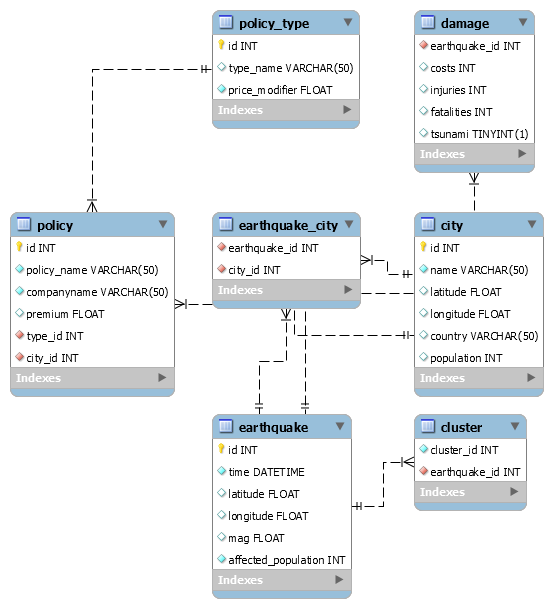 policy_type
id INT
type_name VARCHAR(50)
price_modifier FLOAT
Indexes
damage
earthquake_id INT
costs INT
injuries INT
fatalities INT
tsunami TINYINT(1)
Indexes
policy
id INT
policy_name VARCHAR(50)
companyname VARCHAR(50)
premium FLOAT
type_id INT
city_id INT
Indexes
earthquake_city
earthquake_id INT
city_id INT
Indexes
city
id INT
name VARCHAR(50)
latitude FLOAT
longitude FLOAT
country VARCHAR(50)
population INT
Indexes
earthquake
id INT
time DATETIME
latitude FLOAT
longitude FLOAT
mag FLOAT
affected_population INT
Indexes
cluster
cluster_id INT
earthquake_id INT
Indexes